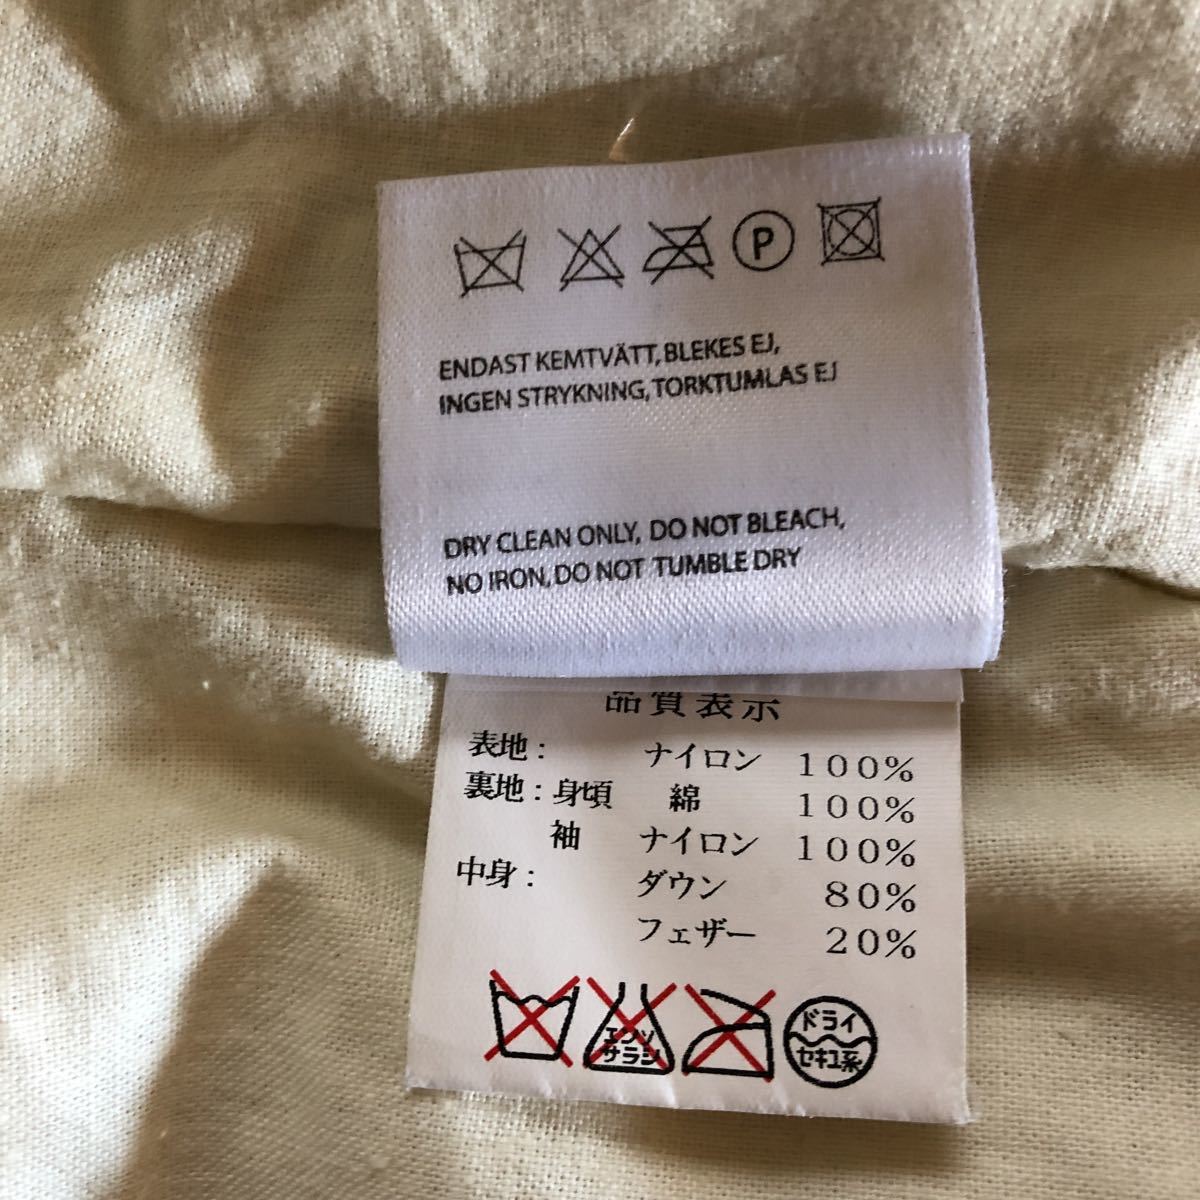 P
ENDAST KEMTVÄTT, BLEKES EJ,
INGEN STRYKNING, TORKTUMLAS EJ
DRY CLEAN ONLY, DO NOT BLEACH,
NO IRON, DO NOT TUMBLE DRY
品質表示
表地: ナイロン 100%
裏地: 身頃 綿 100%
袖 ナイロン 100%
中身: ダウン 80%
フェザー 20%
エンソ
サラシ
ドライ
セキユ系